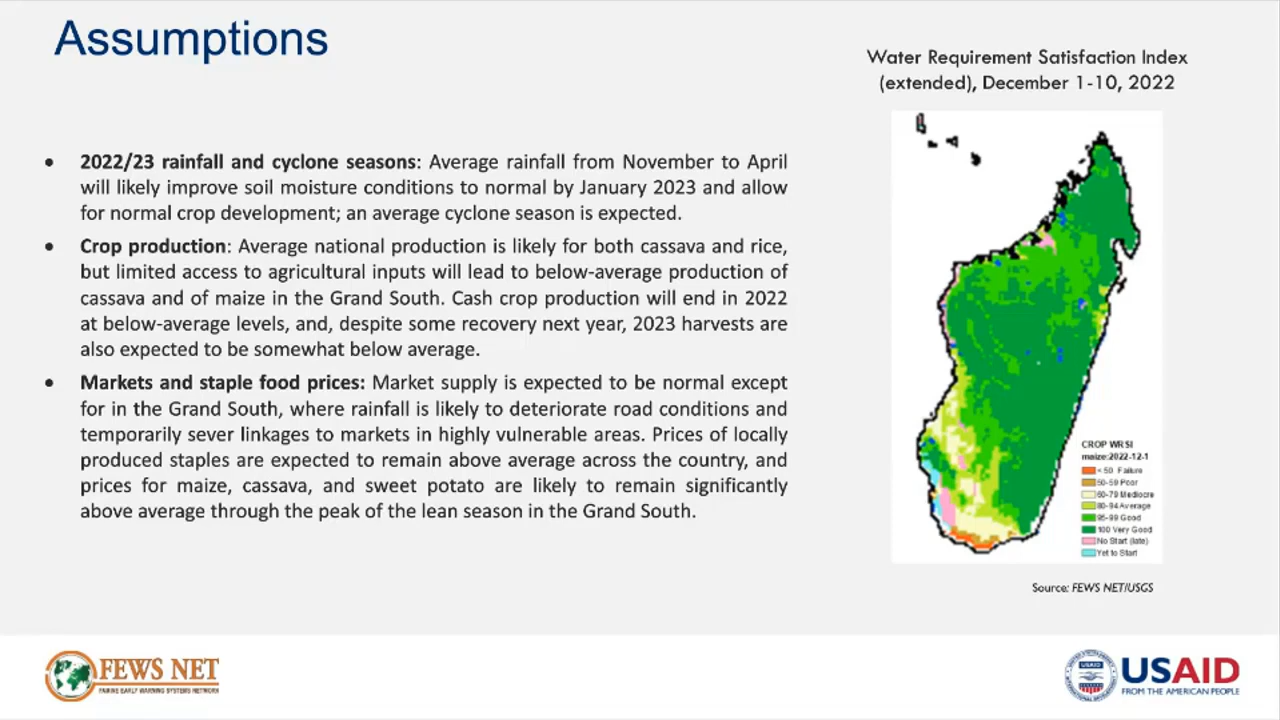 Assumptions
Water Requirement Satisfaction Index
(extended), December 1-10, 2022
• 2022/23 rainfall and cyclone seasons: Average rainfall from November to April
will likely improve soil moisture conditions to normal by January 2023 and allow
for normal crop development; an average cyclone season is expected.
• Crop production: Average national production is likely for both cassava and rice,
but limited access to agricultural inputs will lead to below-average production of
cassava and of maize in the Grand South. Cash crop production will end in 2022
at below-average levels, and, despite some recovery next year, 2023 harvests are
also expected to be somewhat below average.
• Markets and staple food prices: Market supply is expected to be normal except
for in the Grand South, where rainfall is likely to deteriorate road conditions and
temporarily sever linkages to markets in highly vulnerable areas. Prices of locally
produced staples are expected to remain above average across the country, and
prices for maize, cassava, and sweet potato are likely to remain significantly
above average through the peak of the lean season in the Grand South.
CROP WRSI
maize:2022-12-1
< 50 Failure
50-59 Poor
60-79 Mediocre
80-94 Average
95-99 Good
100 Very Good
No Start (late)
Yet to Start
Source: FEWS NET/USGS
FEWS NET
FAMINE EARLY WARNING SYSTEMS NETWORK
USAID
FROM THE AMERICAN PEOPLE